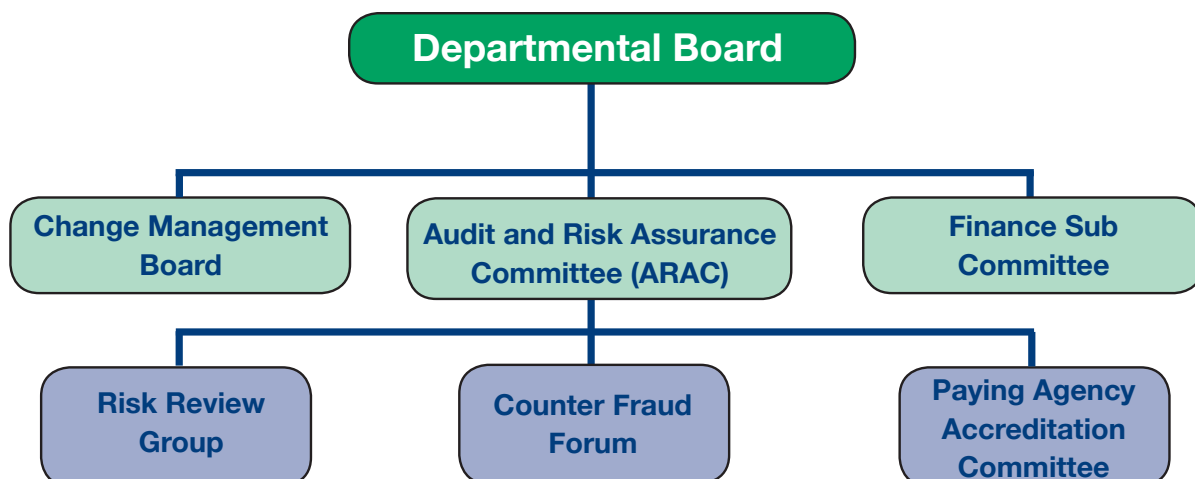 Departmental Board
Change Management
Board
Audit and Risk Assurance
Committee (ARAC)
Finance Sub
Committee
Risk Review
Group
Counter Fraud
Forum
Paying Agency
Accreditation
Committee